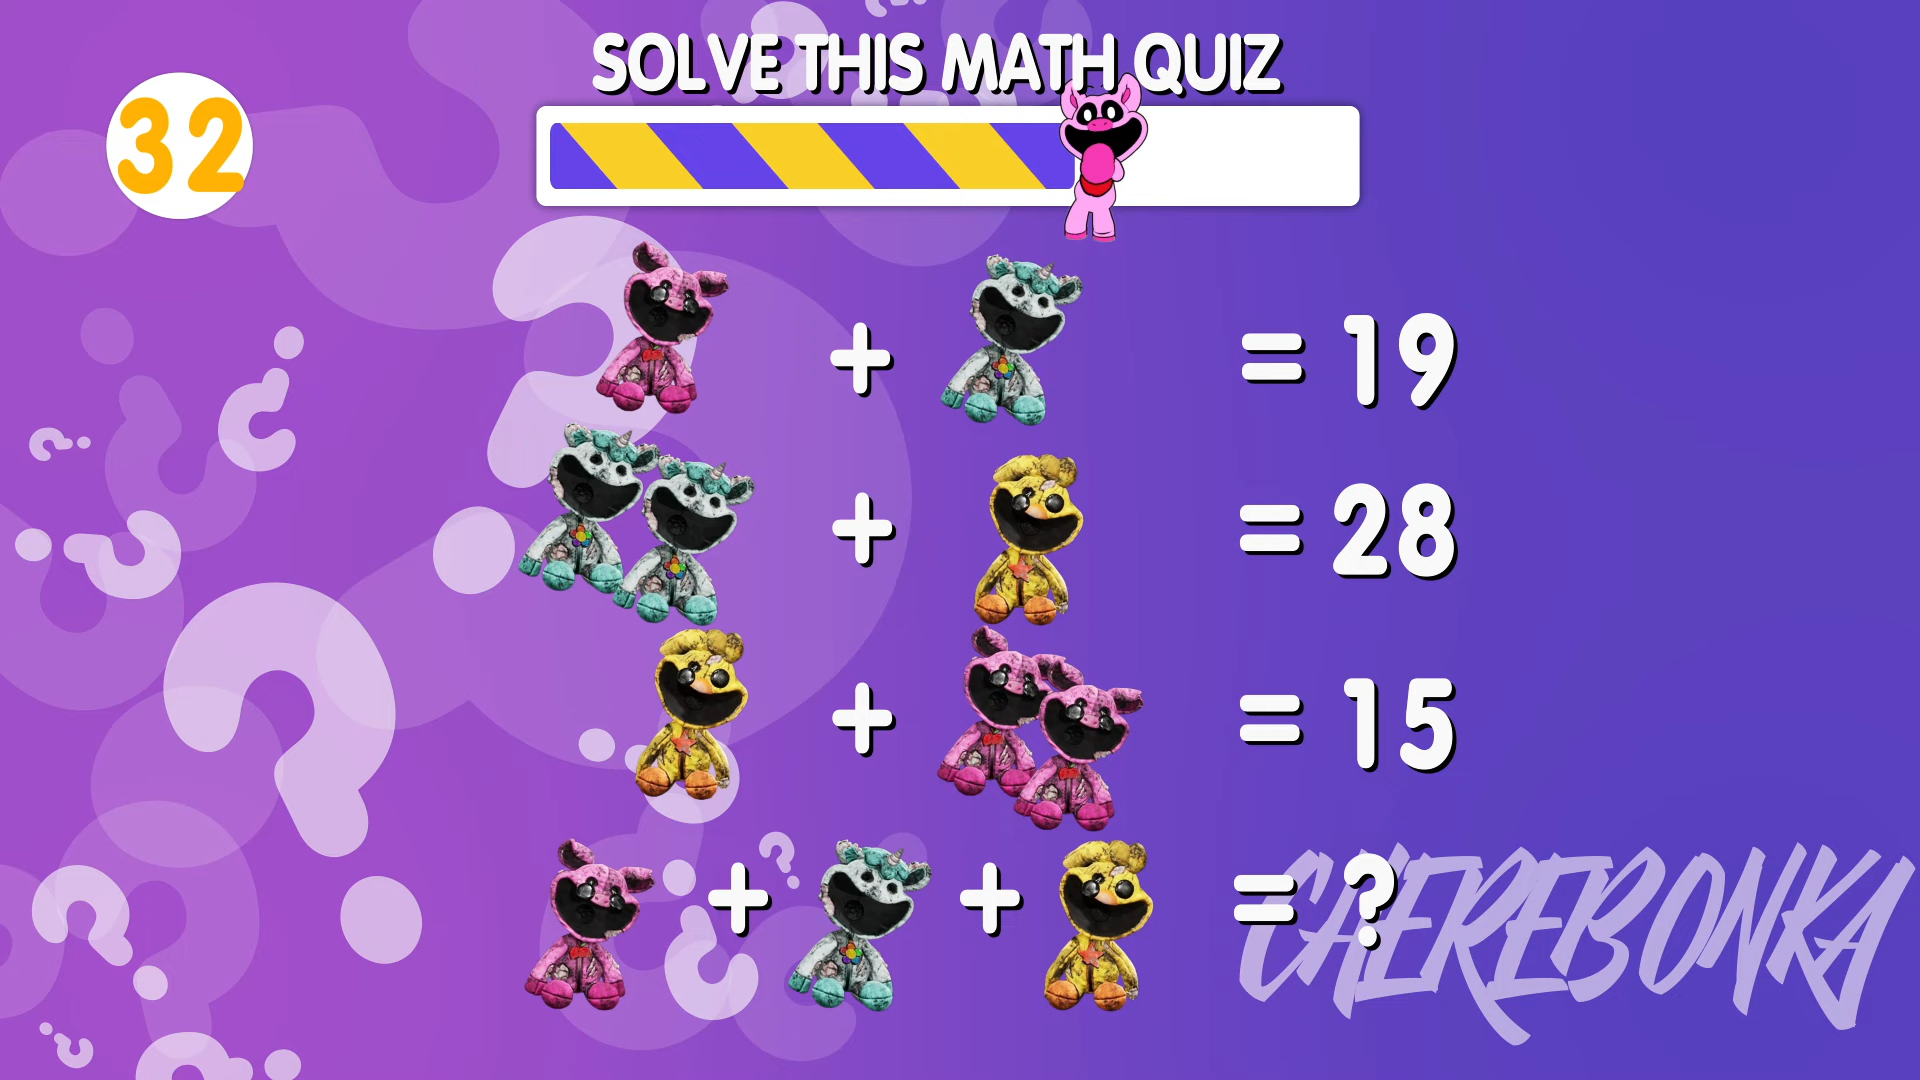 SOLVE THIS MATH QUIZ
32
+ = 19
+ = 28
+ = 15
+ + = ?
CHEREBONKA